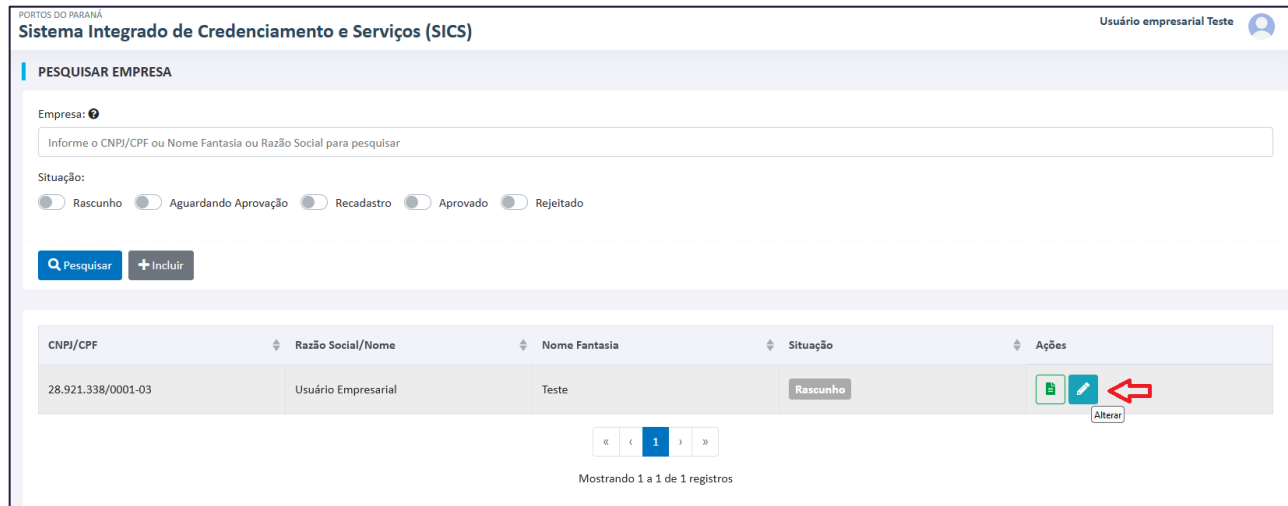 PORTOS DO PARANÁ
Sistema Integrado de Credenciamento e Serviços (SICS)
Usuário empresarial Teste
PESQUISAR EMPRESA
Empresa:
Informe o CNPJ/CPF ou Nome Fantasia ou Razão Social para pesquisar
Situação:
Rascunho Aguardando Aprovação Recadastro Aprovado Rejeitado
Pesquisar + Incluir
CNPJ/CPF Razão Social/Nome Nome Fantasia Situação Ações
28.921.338/0001-03 Usuário Empresarial Teste Rascunho
Alterar
« ‹ 1 › »
Mostrando 1 a 1 de 1 registros